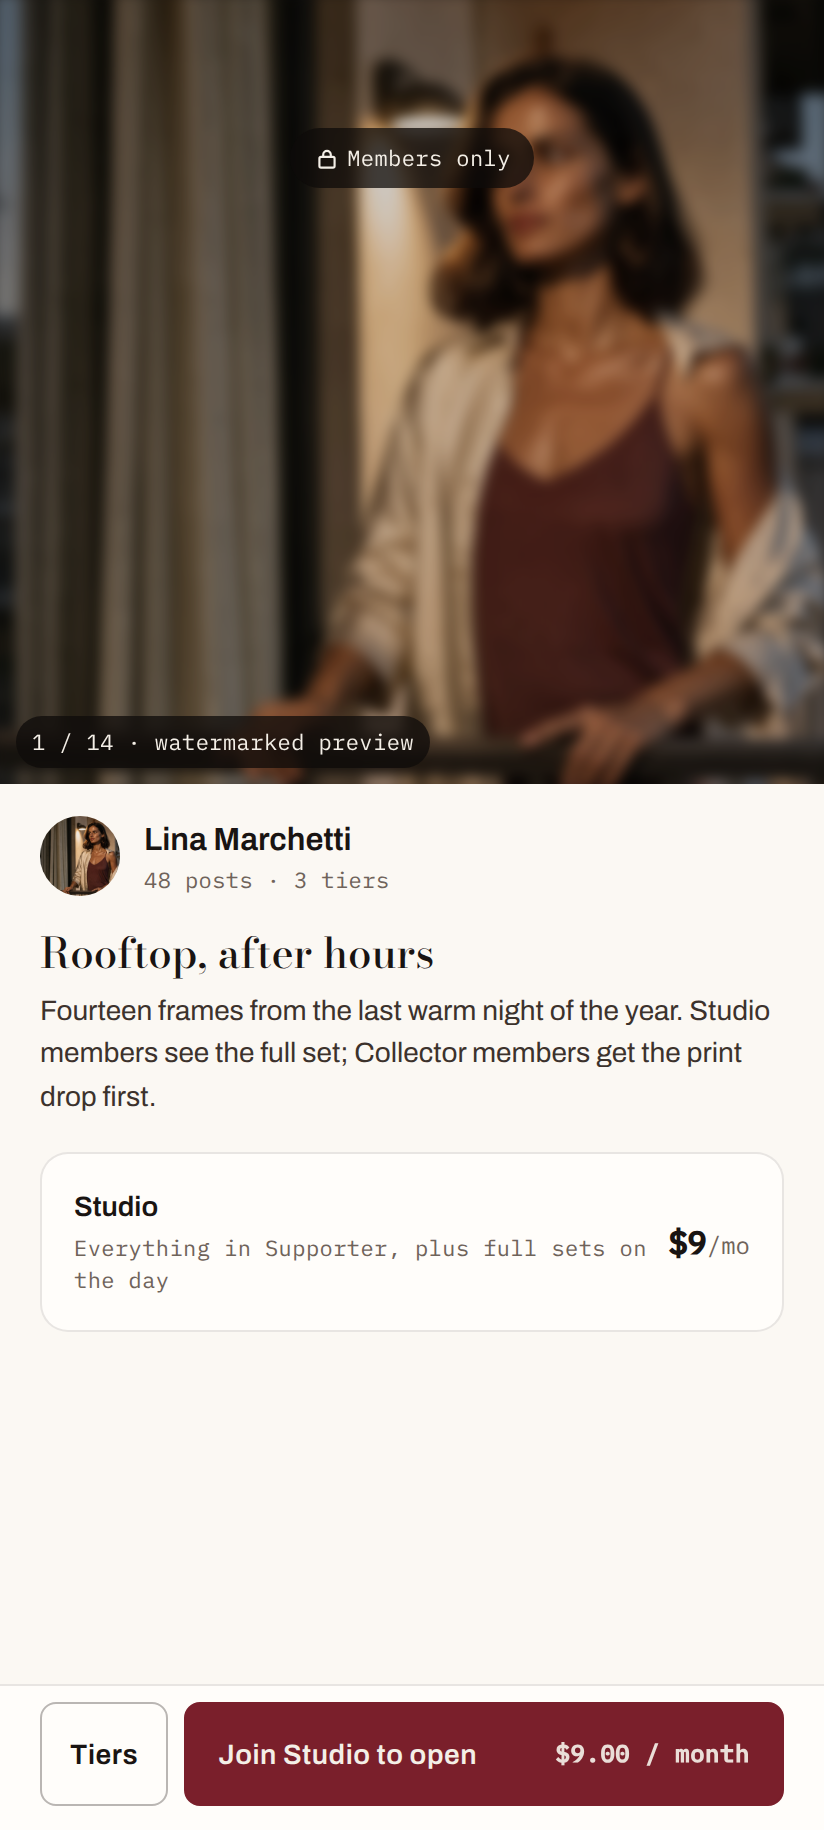 Members only
1 / 14 · watermarked preview
Lina Marchetti
48 posts · 3 tiers
Rooftop, after hours
Fourteen frames from the last warm night of the year. Studio
members see the full set; Collector members get the print
drop first.
Studio
Everything in Supporter, plus full sets on
the day
$9/mo
Tiers
Join Studio to open
$9.00 / month